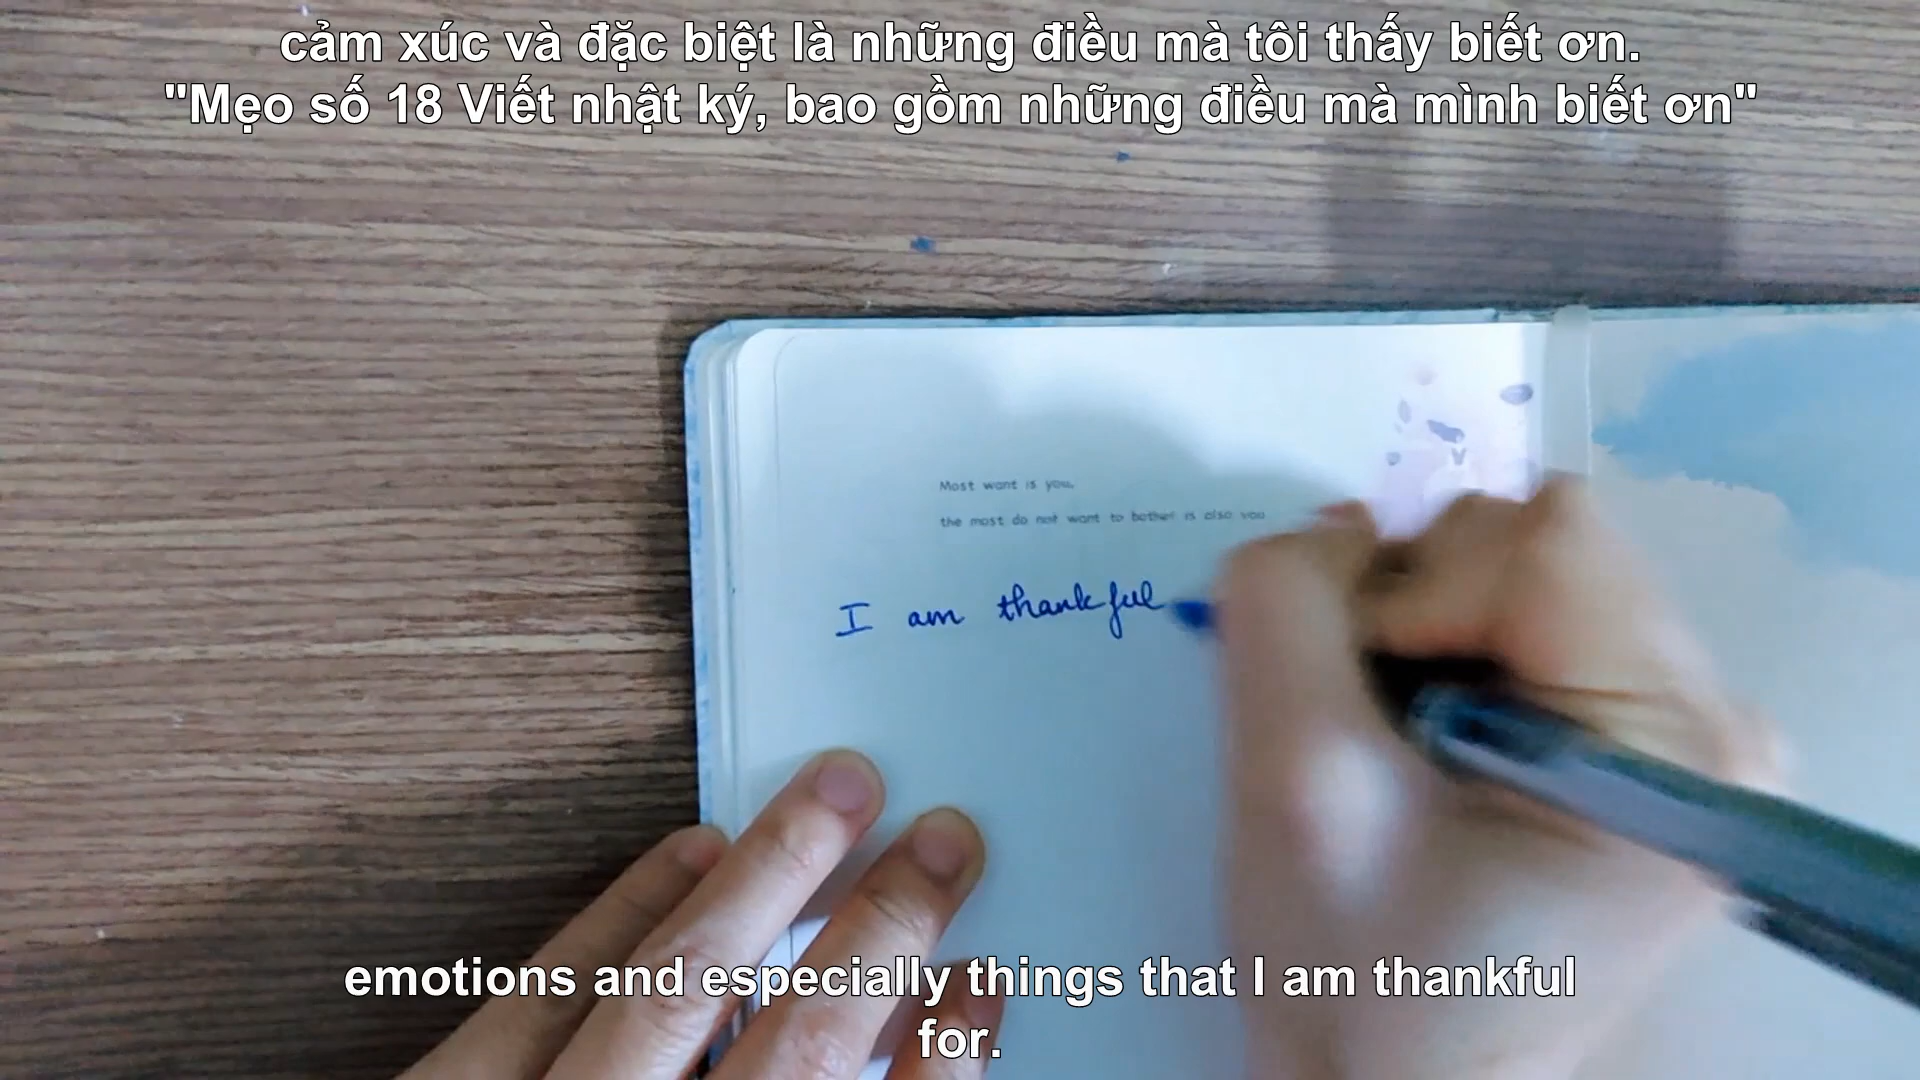 cảm xúc và đặc biệt là những điều mà tôi thấy biết ơn.
"Mẹo số 18 Viết nhật ký, bao gồm những điều mà mình biết ơn"
Most want is you,
the most do not want to bother is also you
I am thankful
emotions and especially things that I am thankful
for.